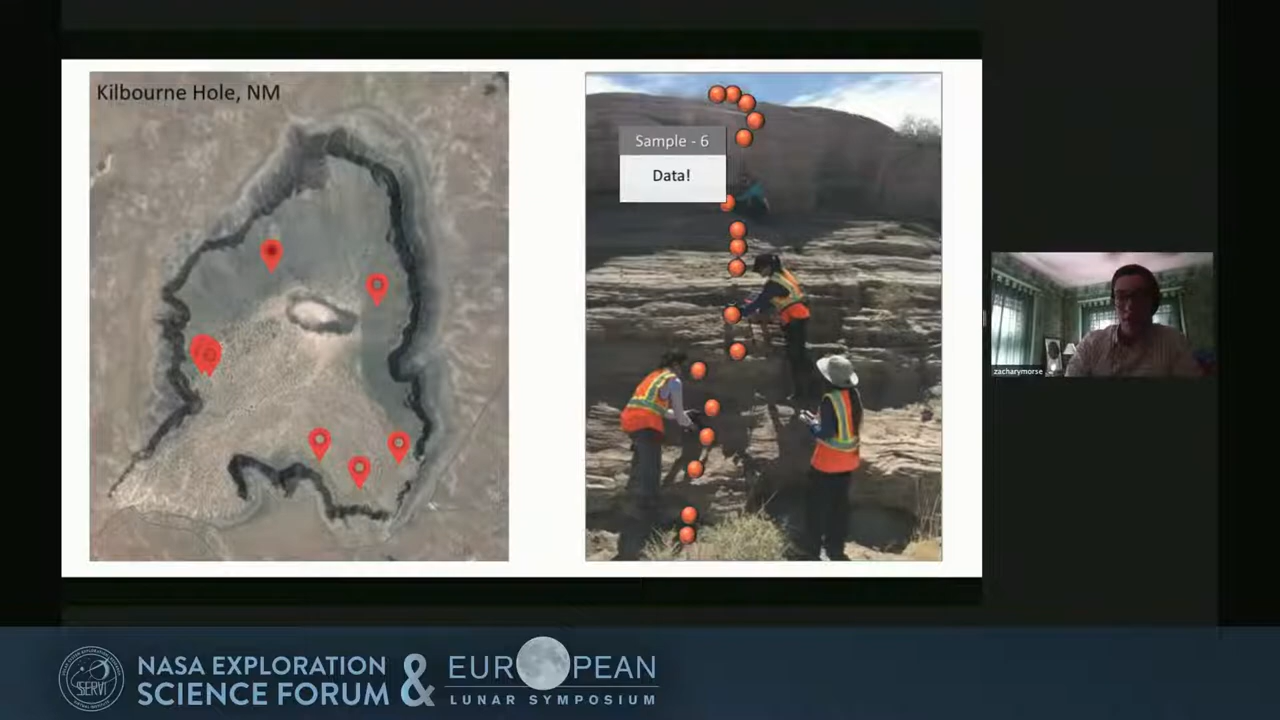 Kilbourne Hole, NM
Sample - 6
Data!
zacharymorse
SSERVI
NASA EXPLORATION
SCIENCE FORUM
&
EUROPEAN
LUNAR SYMPOSIUM